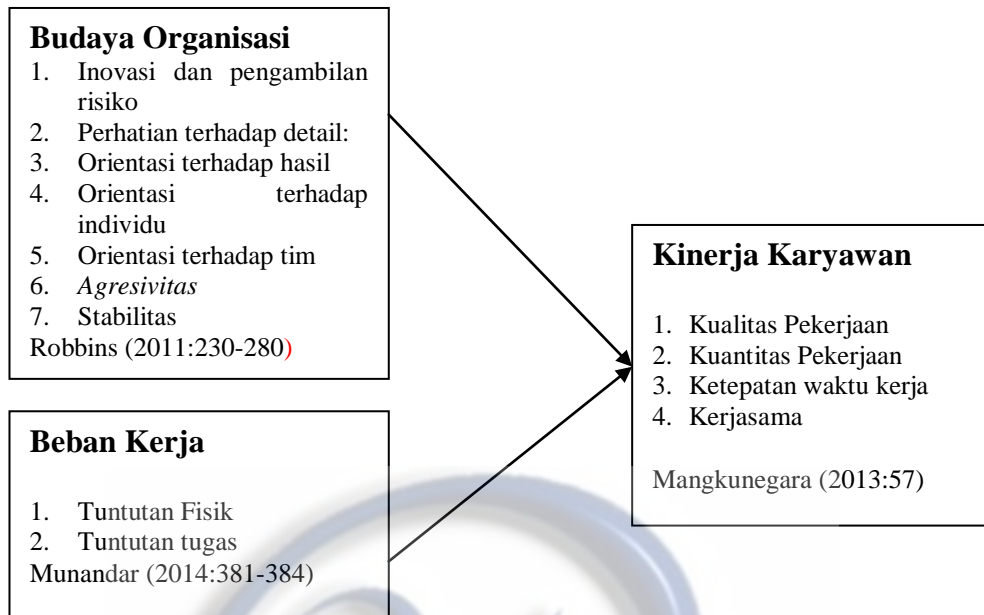 Budaya Organisasi
1. Inovasi dan pengambilan
risiko
2. Perhatian terhadap detail:
3. Orientasi terhadap hasil
4. Orientasi terhadap
individu
5. Orientasi terhadap tim
6. Agresivitas
7. Stabilitas
Robbins (2011:230-280)
Beban Kerja
1. Tuntutan Fisik
2. Tuntutan tugas
Munandar (2014:381-384)
Kinerja Karyawan
1. Kualitas Pekerjaan
2. Kuantitas Pekerjaan
3. Ketepatan waktu kerja
4. Kerjasama
Mangkunegara (2013:57)